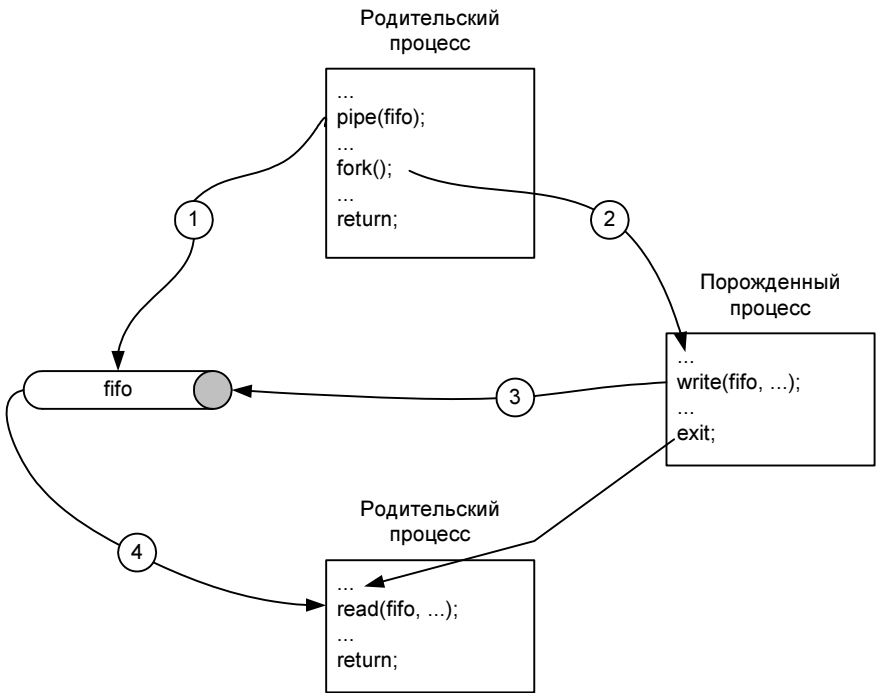 Родительский
процесс
...
pipe(fifo);
...
fork();
...
return;
1
2
Порожденный
процесс
...
write(fifo, ...);
...
exit;
fifo
3
Родительский
процесс
4
...
read(fifo, ...);
...
return;